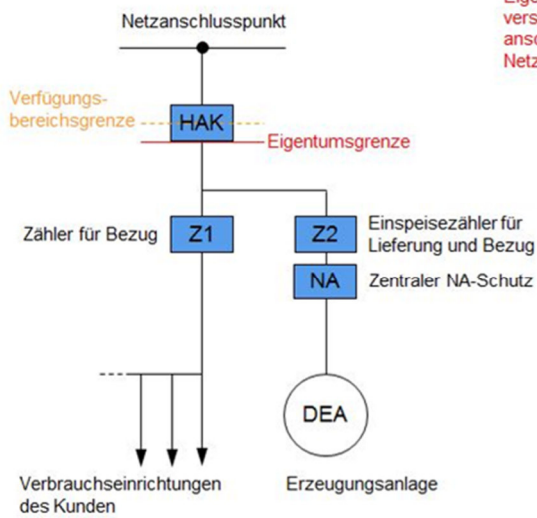 Netzanschlusspunkt
Verfügungs-
bereichsgrenze
HAK
Eigentumsgrenze
Zähler für Bezug
Z1
Z2
Einspeisezähler für
Lieferung und Bezug
NA
Zentraler NA-Schutz
DEA
Verbrauchseinrichtungen
des Kunden
Erzeugungsanlage